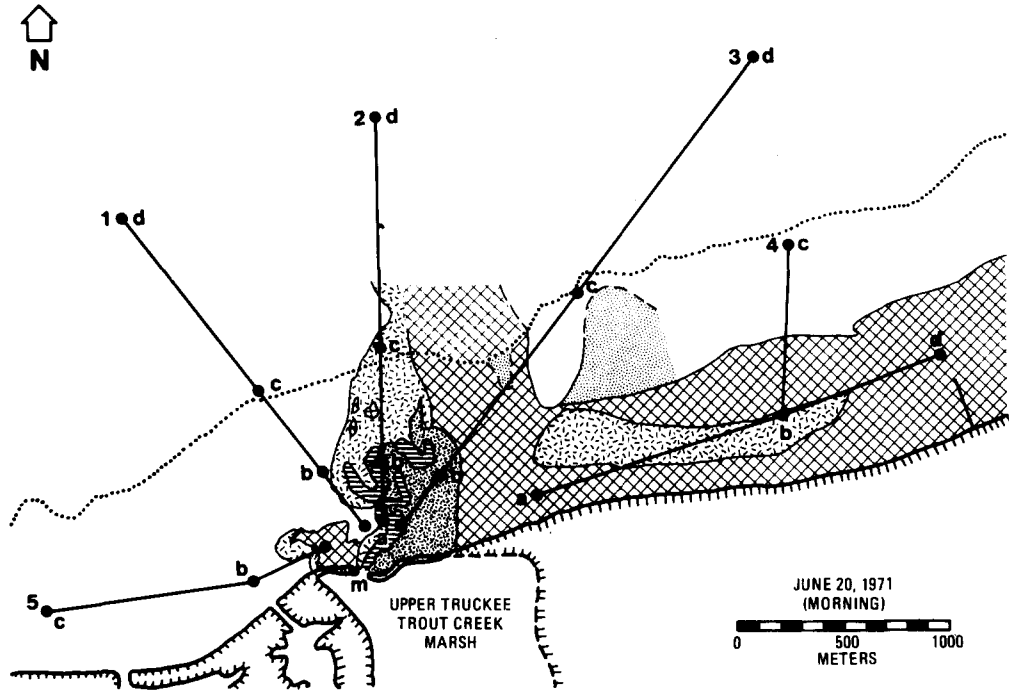 N
3 d
2 d
1 d
4 c
c
c
d
c
b
b
b
a
b
5
c
m
UPPER TRUCKEE
TROUT CREEK
MARSH
JUNE 20, 1971
(MORNING)
0 500 1000
METERS